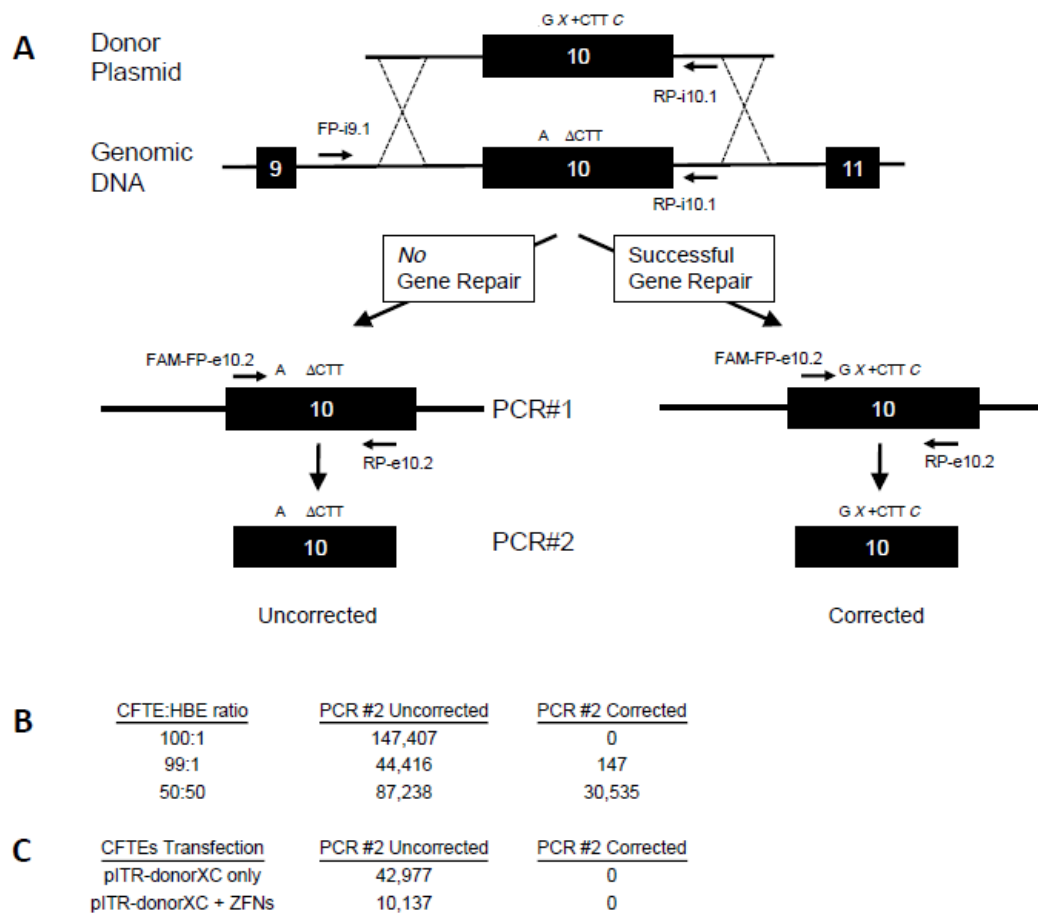 A
Donor
Plasmid
G X +CTT C
10
RP-i10.1
FP-i9.1
Genomic
DNA
9
A ΔCTT
10
11
RP-i10.1
No
Gene Repair
Successful
Gene Repair
FAM-FP-e10.2
A ΔCTT
10
RP-e10.2
PCR#1
FAM-FP-e10.2
G X +CTT C
10
RP-e10.2
A ΔCTT
10
PCR#2
G X +CTT C
10
Uncorrected
Corrected
B
CFTE:HBE ratio PCR #2 Uncorrected PCR #2 Corrected
100:1 147,407 0
99:1 44,416 147
50:50 87,238 30,535
C
CFTEs Transfection PCR #2 Uncorrected PCR #2 Corrected
pITR-donorXC only 42,977 0
pITR-donorXC + ZFNs 10,137 0